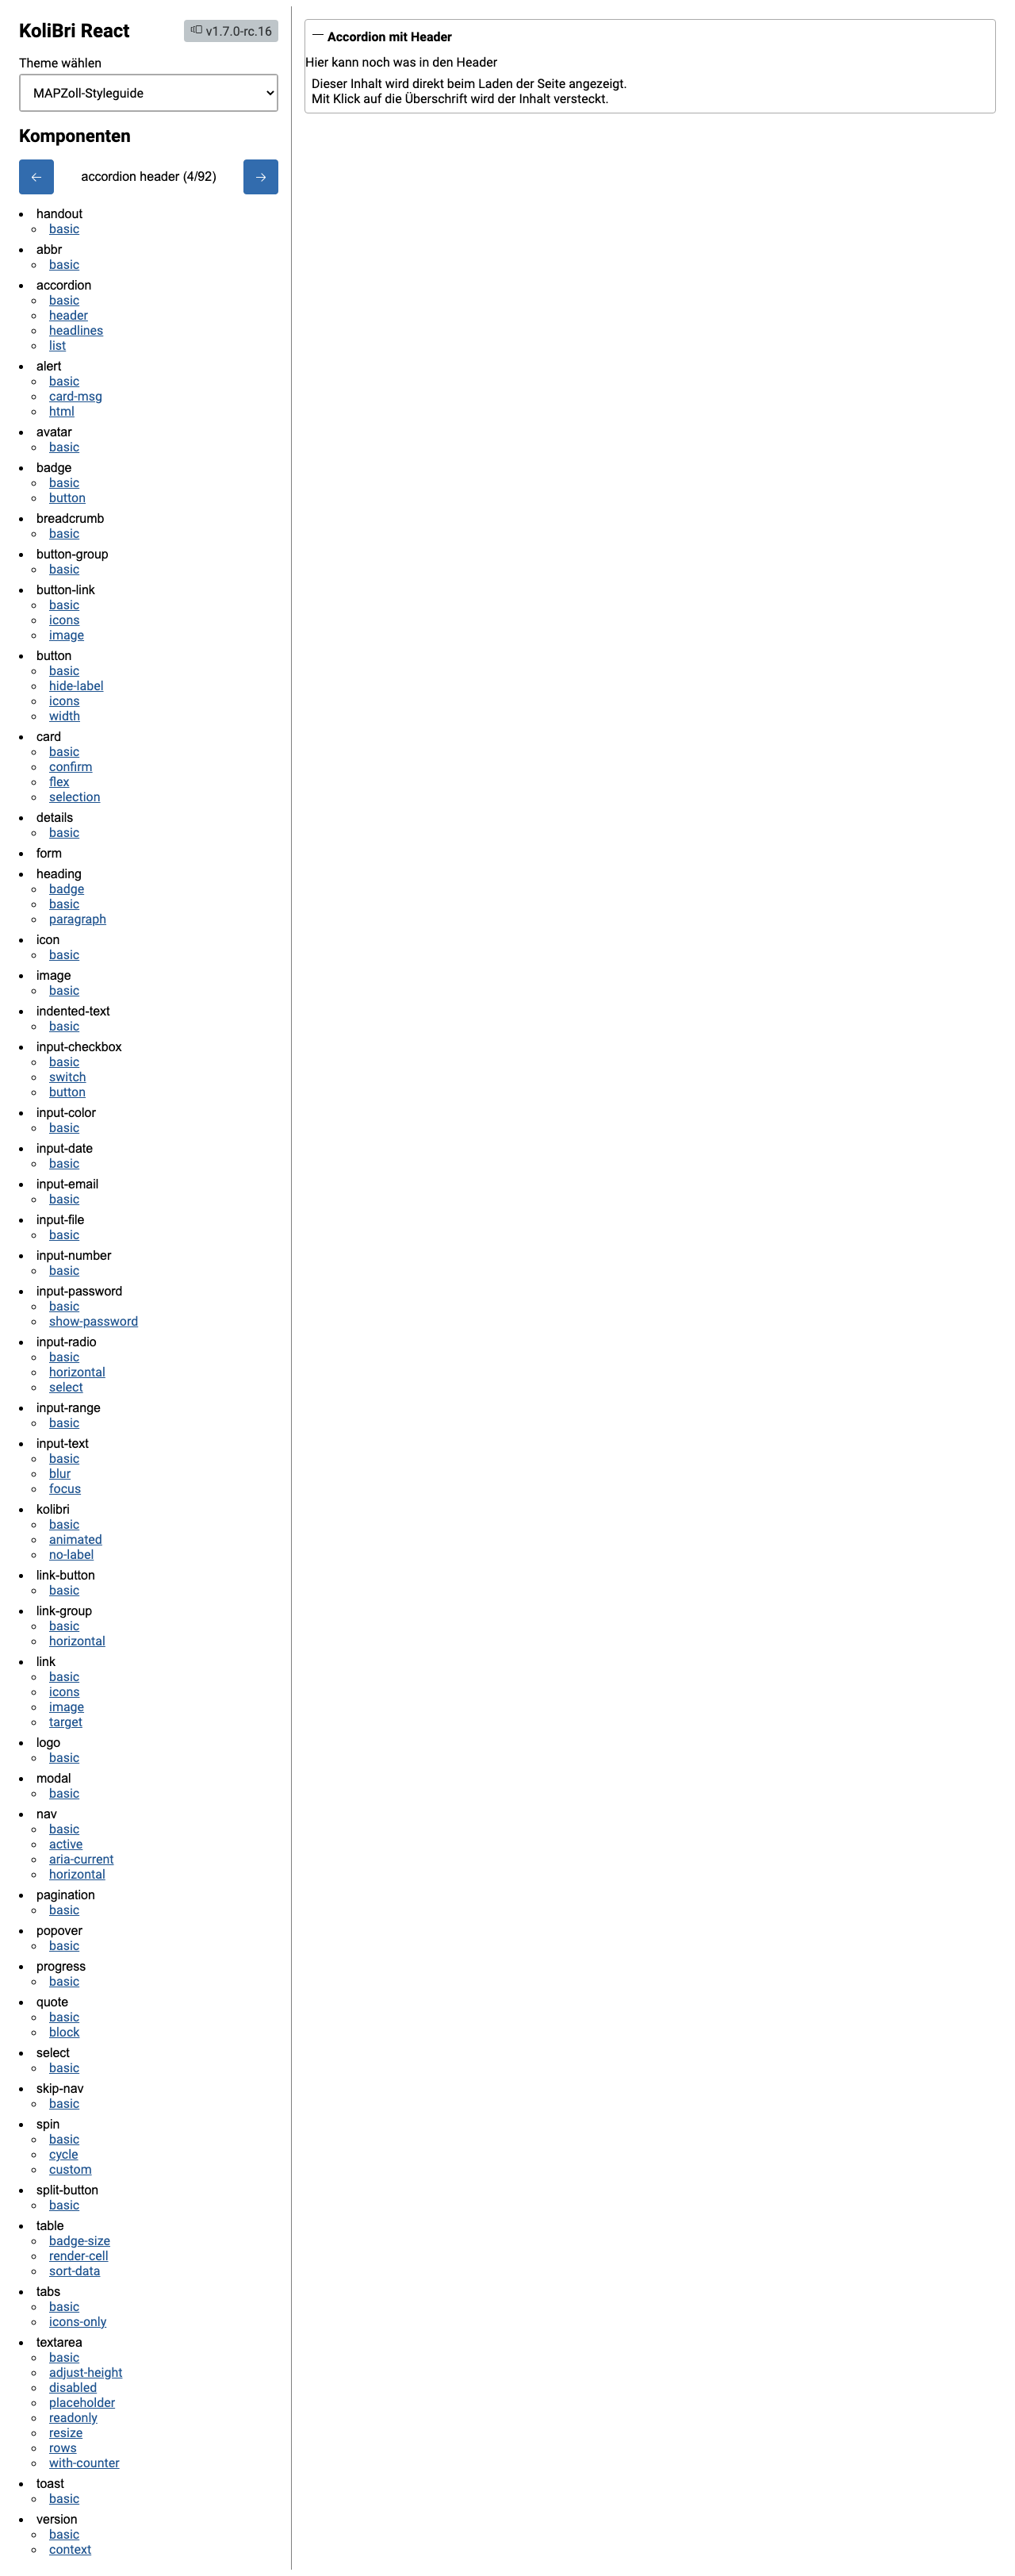 KoliBri React
v1.7.0-rc.16
Theme wählen
MAPZoll-Styleguide
Komponenten
← accordion header (4/92) →
handout
basic
abbr
basic
accordion
basic
header
headlines
list
alert
basic
card-msg
html
avatar
basic
badge
basic
button
breadcrumb
basic
button-group
basic
button-link
basic
icons
image
button
basic
hide-label
icons
width
card
basic
confirm
flex
selection
details
basic
form
heading
badge
basic
paragraph
icon
basic
image
basic
indented-text
basic
input-checkbox
basic
switch
button
input-color
basic
input-date
basic
input-email
basic
input-file
basic
input-number
basic
input-password
basic
show-password
input-radio
basic
horizontal
select
input-range
basic
input-text
basic
blur
focus
kolibri
basic
animated
no-label
link-button
basic
link-group
basic
horizontal
link
basic
icons
image
target
logo
basic
modal
basic
nav
basic
active
aria-current
horizontal
pagination
basic
popover
basic
progress
basic
quote
basic
block
select
basic
skip-nav
basic
spin
basic
cycle
custom
split-button
basic
table
badge-size
render-cell
sort-data
tabs
basic
icons-only
textarea
basic
adjust-height
disabled
placeholder
readonly
resize
rows
with-counter
toast
basic
version
basic
context
Accordion mit Header
Hier kann noch was in den Header
Dieser Inhalt wird direkt beim Laden der Seite angezeigt.
Mit Klick auf die Überschrift wird der Inhalt versteckt.